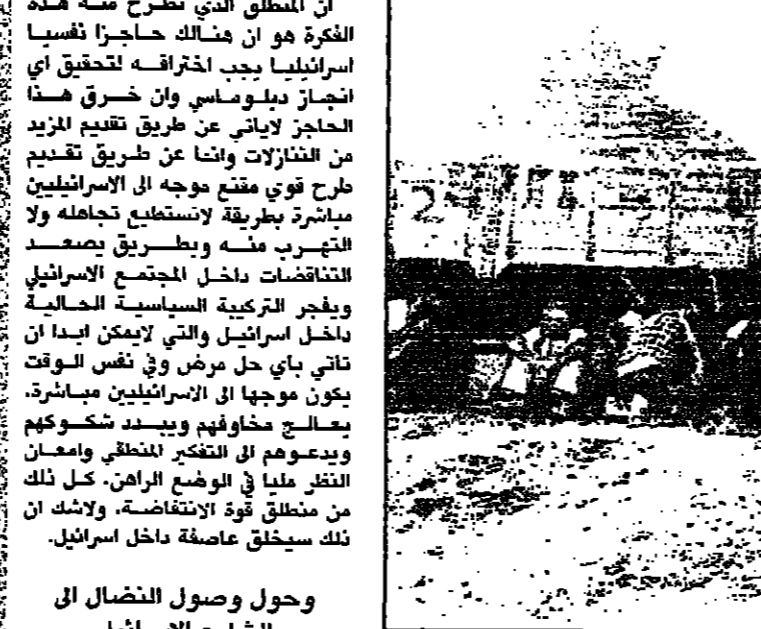 ان المنطلق الذي تطرح منه هذه
الفكرة هو ان هنالك حاجزا نفسيا
اسرائيليا يجب اختراقه لتحقيق اي
انجاز دبلوماسي وان خرق هذا
الحاجز لاياتي عن طريق تقديم المزيد
من التنازلات وانما عن طريق تقديم
طرح قوي مقنع موجه الى الاسرائيليين
مباشرة بطريقة لانستطيع تجاهله ولا
التهرب منه وبطريق يصعد
التناقضات داخل المجتمع الاسرائيلي
ويفجر التركيبة السياسية الحالية
داخل اسرائيل والتي لايمكن ابدا ان
تاتي باي حل مرض وفي نفس الوقت
يكون موجها الى الاسرائيليين مباشرة.
يعالج مخاوفهم ويبدد شكوكهم
ويدعوهم الى التفكير المنطقي وامعان
النظر مليا في الوضع الراهن. كل ذلك
من منطلق قوة الانتفاضة. ولاشك ان
ذلك سيخلق عاصفة داخل اسرائيل.
وحول وصول النضال الى